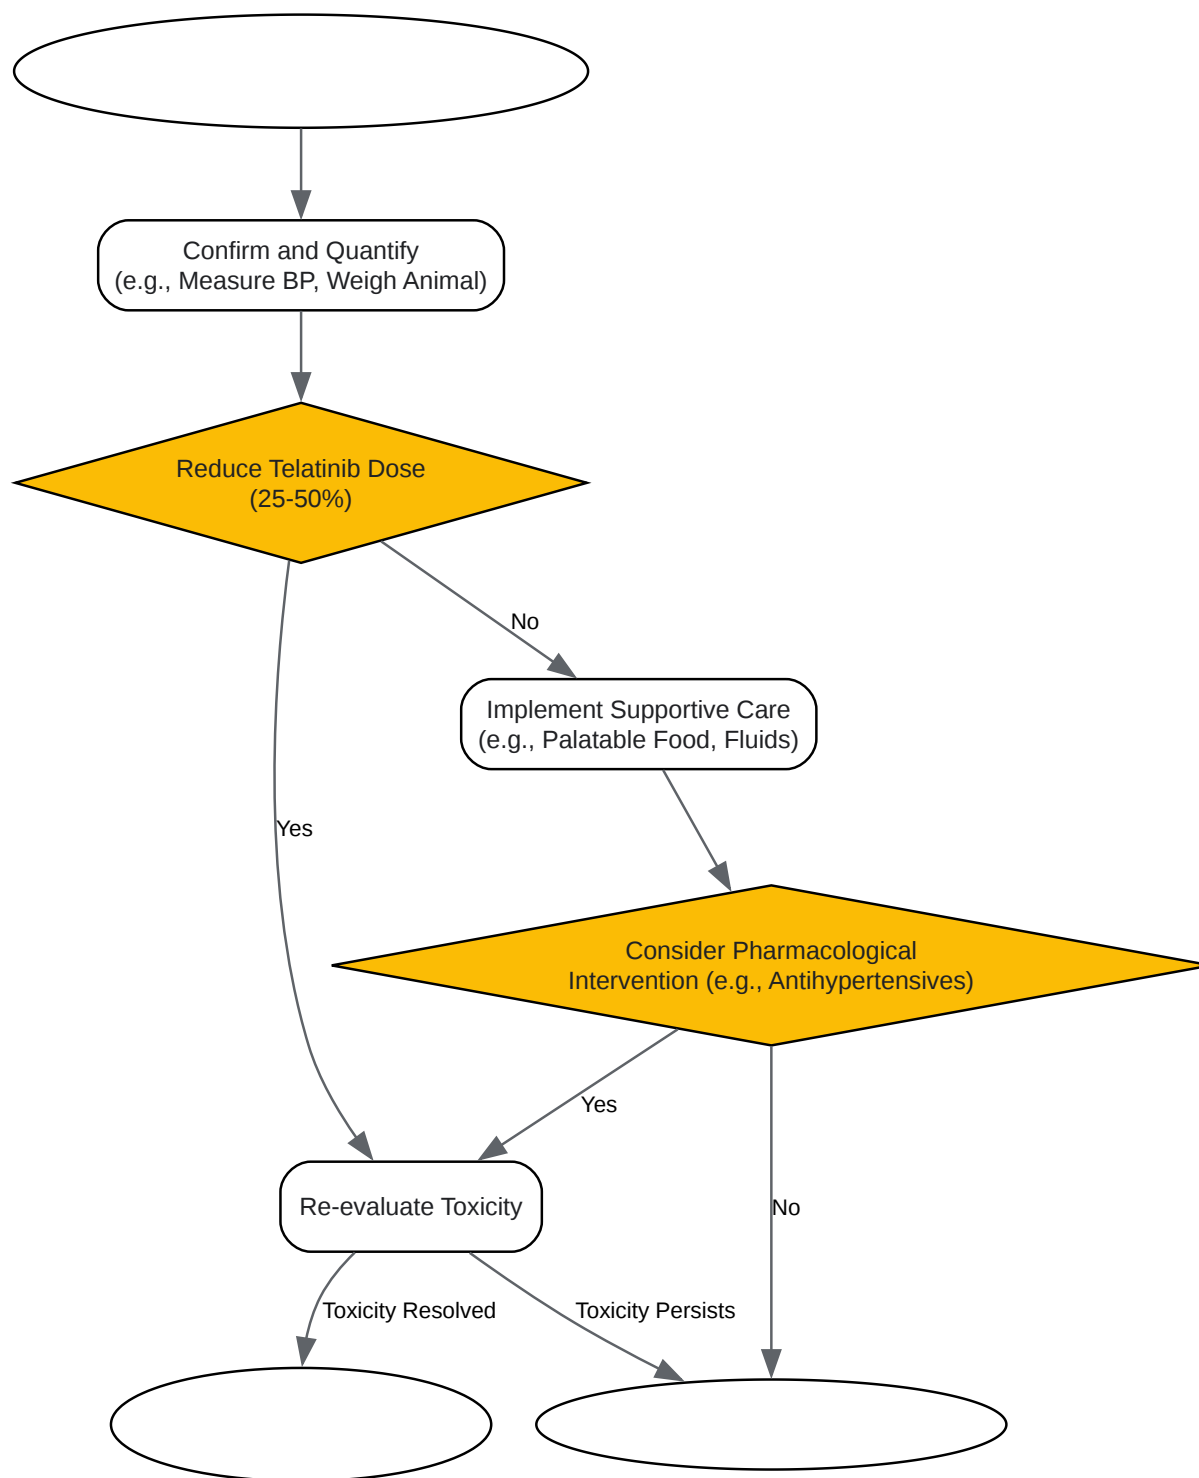 Confirm and Quantify
(e.g., Measure BP, Weigh Animal)
Reduce Telatinib Dose
(25-50%)
No
Implement Supportive Care
(e.g., Palatable Food, Fluids)
Yes
Consider Pharmacological
Intervention (e.g., Antihypertensives)
Yes
Re-evaluate Toxicity
No
Toxicity Resolved
Toxicity Persists